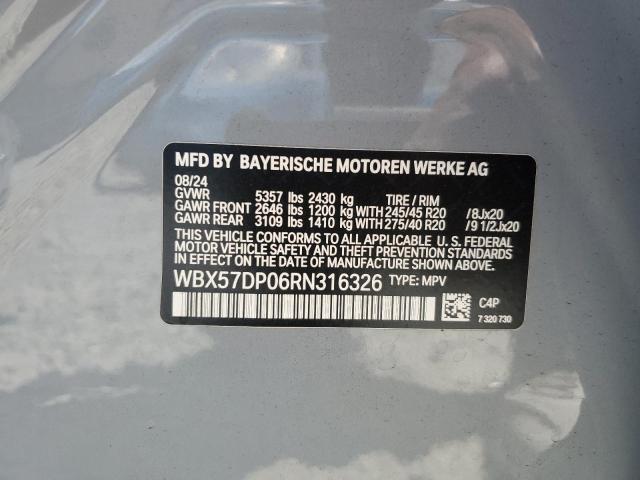 MFD BY BAYERISCHE MOTOREN WERKE AG
08/24
GVWR 5357 lbs 2430 kg TIRE / RIM
GAWR FRONT 2646 lbs 1200 kg WITH 245/45 R20 /8Jx20
GAWR REAR 3109 lbs 1410 kg WITH 275/40 R20 /9 1/2Jx20
THIS VEHICLE CONFORMS TO ALL APPLICABLE U. S. FEDERAL
MOTOR VEHICLE SAFETY AND THEFT PREVENTION STANDARDS
IN EFFECT ON THE DATE OF MANUFACTURE SHOWN ABOVE.
WBX57DP06RN316326 TYPE: MPV
C4P
7 320 730